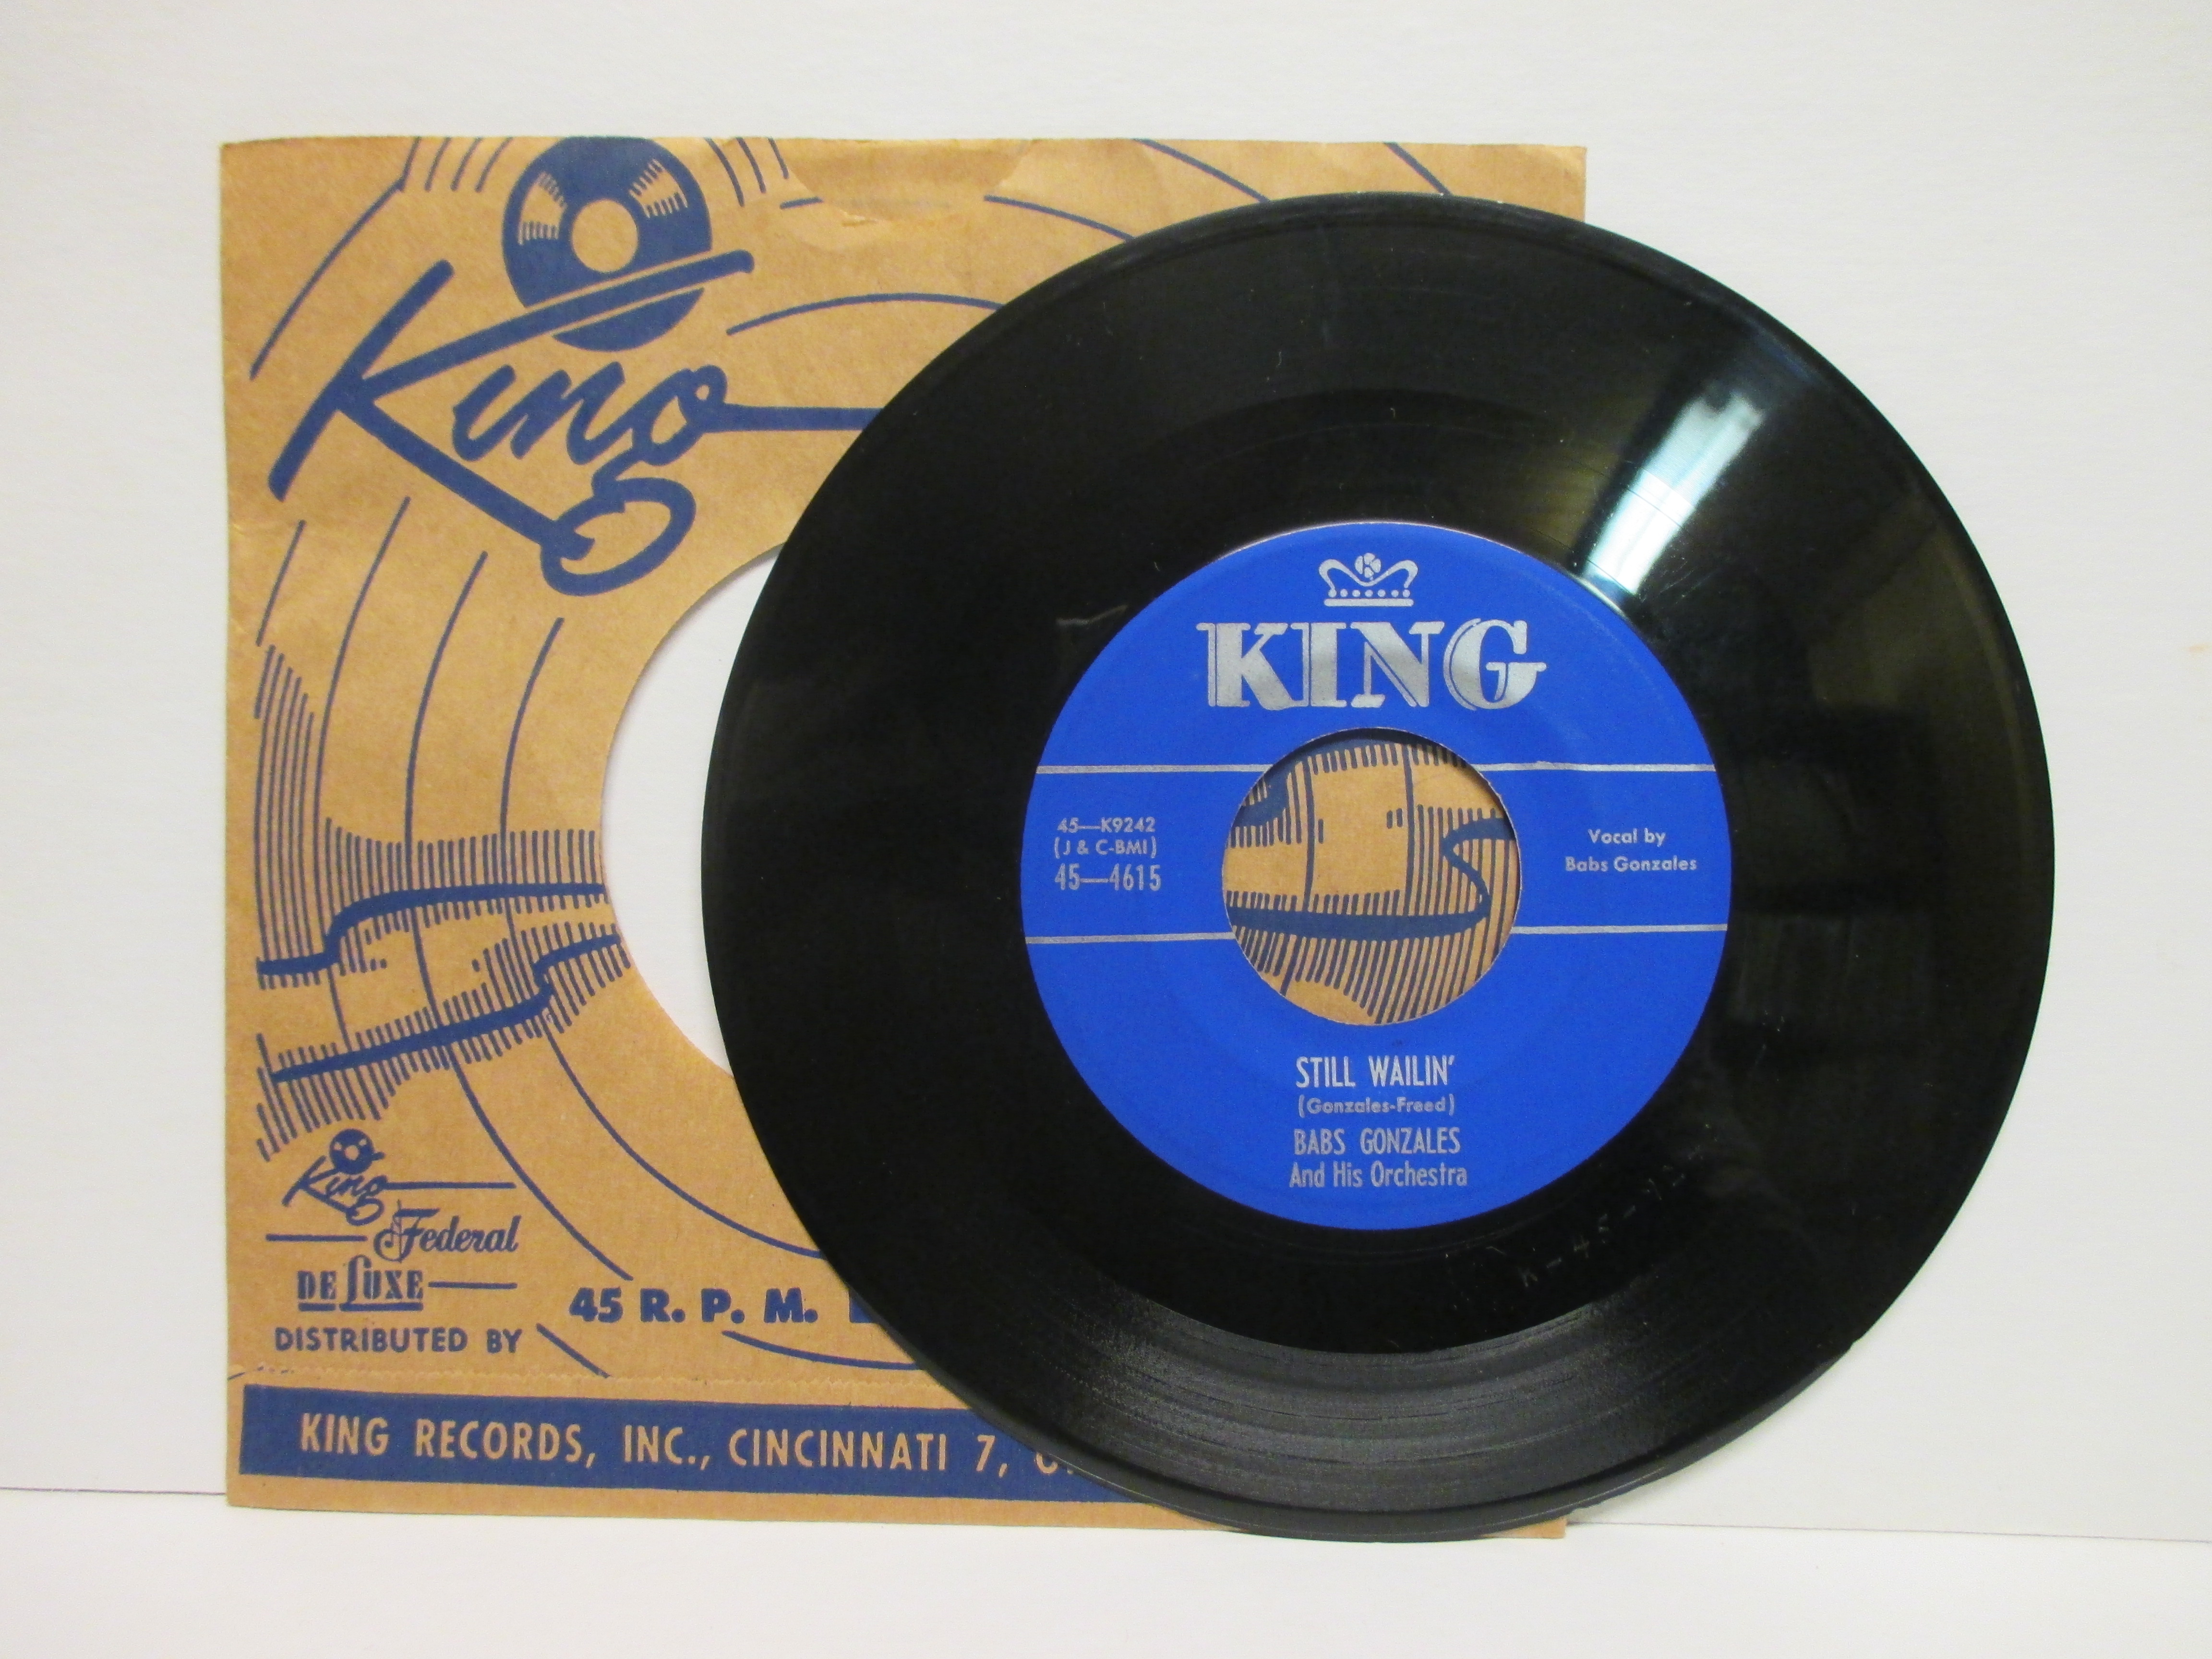 King
King
Federal
DE LUXE
DISTRIBUTED BY
45 R. P. M.
KING RECORDS, INC., CINCINNATI 7,
K
KING
45—K9242
(J & C-BMI)
45—4615
Vocal by
Babs Gonzales
STILL WAILIN'
(Gonzales-Freed)
BABS GONZALES
And His Orchestra